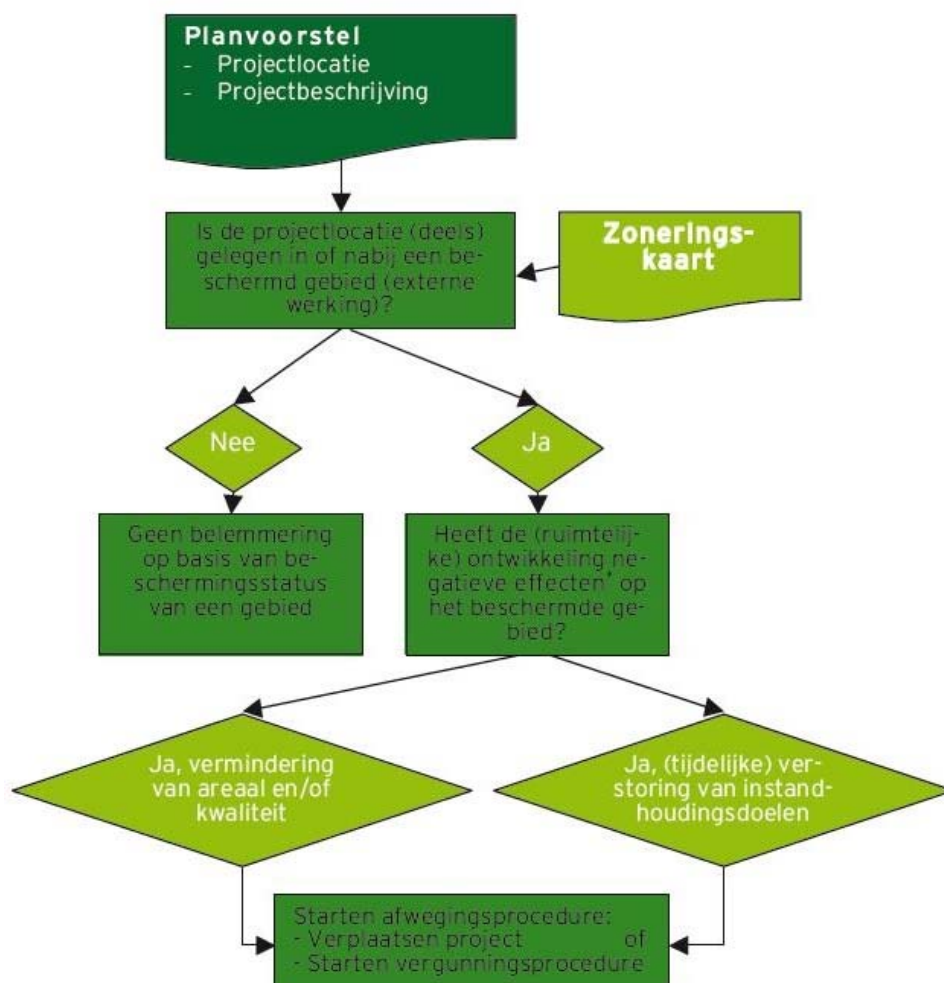 Planvoorstel
- Projectlocatie
- Projectbeschrijving
Is de projectlocatie (deels)
gelegen in of nabij een be-
schermd gebied (externe
werking)?
Zonerings-
kaart
Nee
Ja
Geen belemmering
op basis van be-
schermingsstatus
van een gebied
Heeft de (ruimtelij-
ke) ontwikkeling ne-
gatieve effecten* op
het beschermde ge-
bied?
Ja, vermindering
van areaal en/of
kwaliteit
Ja, (tijdelijke) ver-
storing van instand-
houdingsdoelen
Starten afwegingsprocedure:
- Verplaatsen project of
- Starten vergunningsprocedure